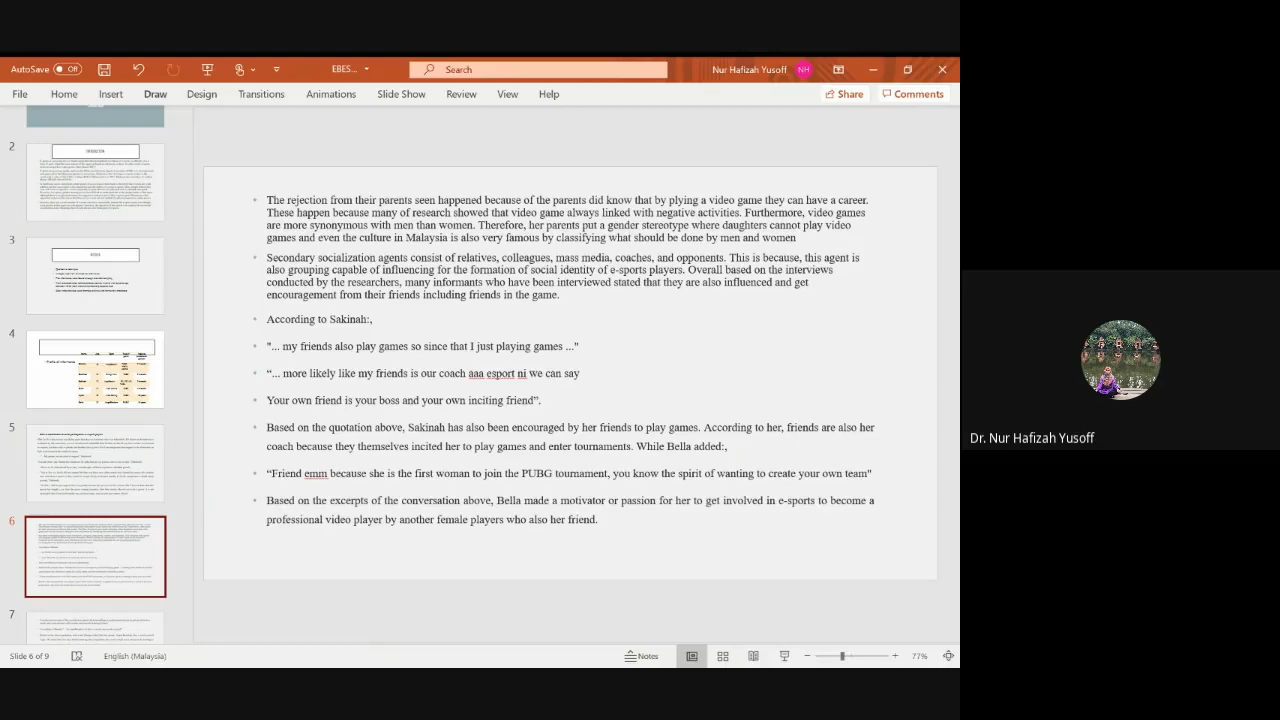 AutoSave Off
EBES...
Search
Nur Hafizah Yusoff
NH
File Home Insert Draw Design Transitions Animations Slide Show Review View Help
Share
Comments
2
3
4
5
6
7
The rejection from their parents seen happened because of the parents did know that by plying a video game they can have a career.
These happen because many of research showed that video game always linked with negative activities. Furthermore, video games
are more synonymous with men than women. Therefore, her parents put a gender stereotype where daughters cannot play video
games and even the culture in Malaysia is also very famous by classifying what should be done by men and women
Secondary socialization agents consist of relatives, colleagues, mass media, coaches, and opponents. This is because, this agent is
also grouping capable of influencing for the formation of social identity of e-sports players. Overall based on the interviews
conducted by the researchers, many informants who have been interviewed stated that they are also influenced and get
encouragement from their friends including friends in the game.
According to Sakinah:,
"... my friends also play games so since that I just playing games ..."
“... more likely like my friends is our coach aaa esport ni we can say
Your own friend is your boss and your own inciting friend”.
Based on the quotation above, Sakinah has also been encouraged by her friends to play games. According to her, friends are also her
coach because they themselves incited her to play games and enter tournaments. While Bella added:,
“Friend emm because she is the first woman to join the PUBG tournament, you know the spirit of wanting to create your own team"
Based on the excerpts of the conversation above, Bella made a motivator or passion for her to get involved in e-sports to become a
professional video player by another female players who also her friend.
Dr. Nur Hafizah Yusoff
Slide 6 of 9
English (Malaysia)
Notes
77%